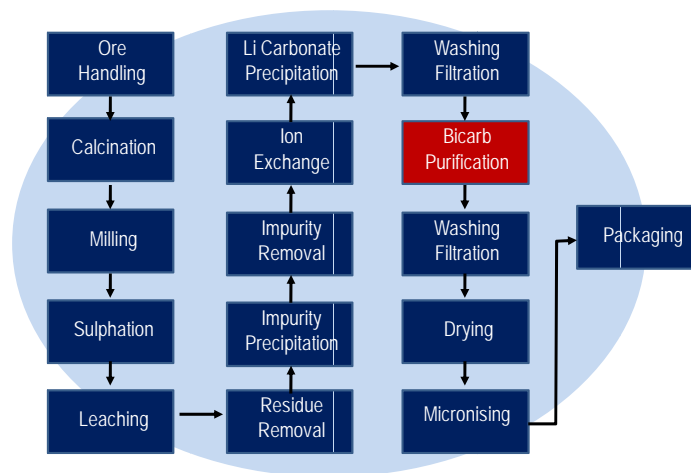 Ore
Handling
Calcination
Milling
Sulphation
Leaching
Residue
Removal
Impurity
Precipitation
Impurity
Removal
Ion
Exchange
Li Carbonate
Precipitation
Washing
Filtration
Bicarb
Purification
Washing
Filtration
Drying
Micronising
Packaging